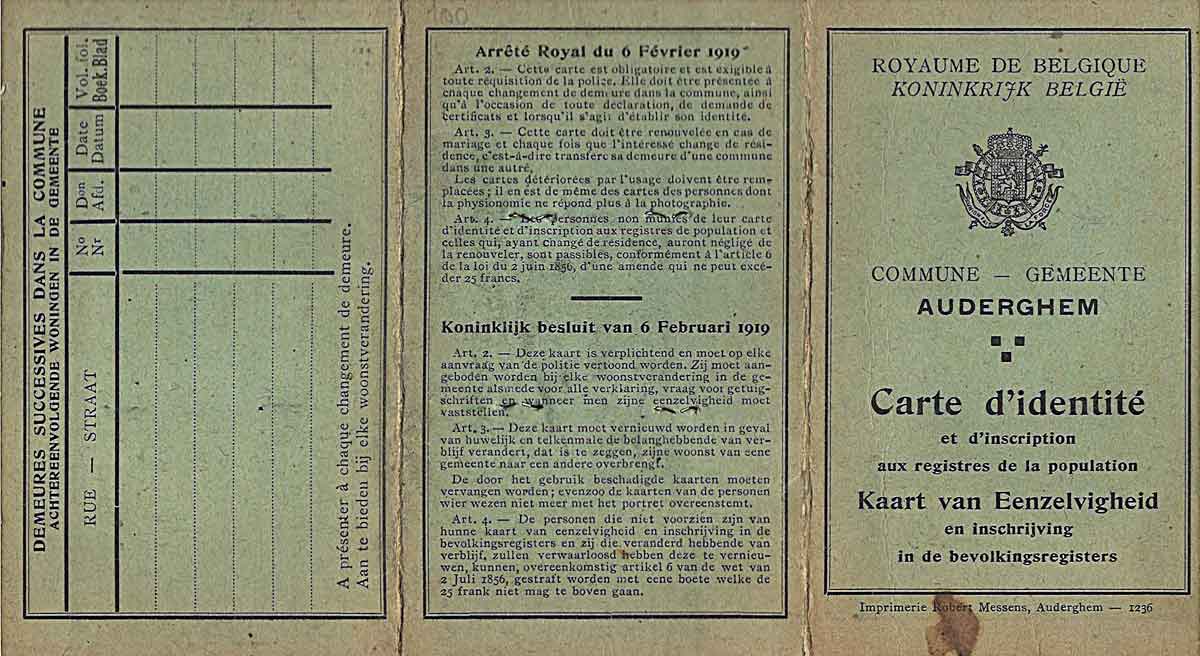 DEMEURES SUCCESSIVES DANS LA COMMUNE
ACHTEREENVOLGENDE WONINGEN IN DE GEMEENTE
RUE — STRAAT
No
Nr
Don
Afd.
Date
Datum
Vol. fol.
Boek. Blad
A présenter à chaque changement de demeure.
Aan te bieden bij elke woonstverandering.
Arrêté Royal du 6 Février 1919
Art. 2. — Cette carte est obligatoire et est exigible à
toute réquisition de la police. Elle doit être présentée à
chaque changement de demeure dans la commune, ainsi
qu'à l'occasion de toute déclaration, de demande de
certificats et lorsqu'il s'agit d'établir son identité.
Art. 3. — Cette carte doit être renouvelée en cas de
mariage et chaque fois que l'intéressé change de rési-
dence, c'est-à-dire transfère sa demeure d'une commune
dans une autre.
Les cartes détériorées par l'usage doivent être rem-
placées ; il en est de même des cartes des personnes dont
la physionomie ne répond plus à la photographie.
Art. 4. — Les personnes non munies de leur carte
d'identité et d'inscription aux registres de population et
celles qui, ayant changé de résidence, auront négligé de
la renouveler, sont passibles, conformément à l'article 6
de la loi du 2 juin 1856, d'une amende qui ne peut excé-
der 25 francs.
Koninklijk besluit van 6 Februari 1919
Art. 2. — Deze kaart is verplichtend en moet op elke
aanvraag van de politie vertoond worden. Zij moet aan-
geboden worden bij elke woonstverandering in de ge-
meente alsmede voor alle verklaring, vraag voor getuig-
schriften en wanneer men zijne eenzelvigheid moet
vaststellen.
Art. 3. — Deze kaart moet vernieuwd worden in geval
van huwelijk en telkenmale de belanghebbende van ver-
blijf verandert, dat is te zeggen, zijne woonst van eene
gemeente naar een andere overbrengt.
De door het gebruik beschadigde kaarten moeten
vervangen worden ; evenzoo de kaarten van de personen
wier wezen niet meer met het portret overeenstemt.
Art. 4. — De personen die niet voorzien zijn van
hunne kaart van eenzelvigheid en inschrijving in de
bevolkingsregisters en zij die veranderd hebbende van
verblijf, zullen verwaarloosd hebben deze te vernieu-
wen, kunnen, overeenkomstig artikel 6 van de wet van
2 Juli 1856, gestraft worden met eene boete welke de
25 frank niet mag te boven gaan.
ROYAUME DE BELGIQUE
KONINKRIJK BELGIË
COMMUNE — GEMEENTE
AUDERGHEM
Carte d'identité
et d'inscription
aux registres de la population
Kaart van Eenzelvigheid
en inschrijving
in de bevolkingsregisters
Imprimerie Robert Messens, Auderghem — 1236